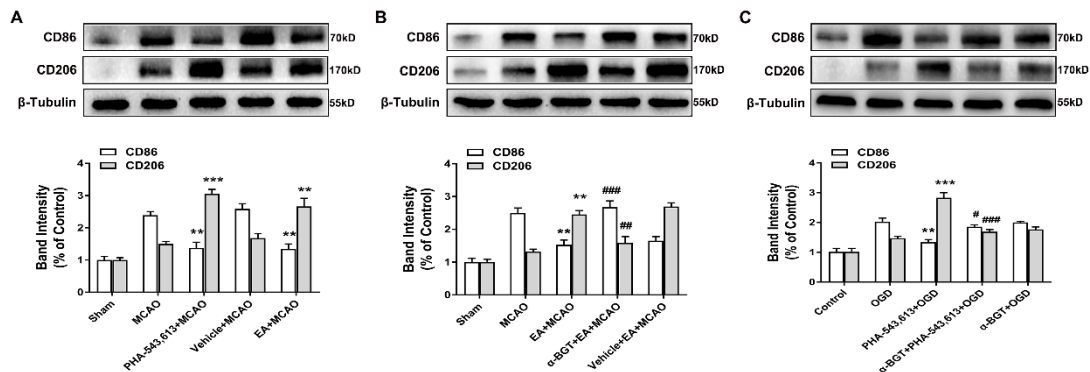 A
CD86
70kD
CD206
170kD
β-Tubulin
55kD
CD86
CD206
Band Intensity
(% of Control)
4
3
2
1
0
**
***
**
**
Sham
MCAO
PHA-543,613+MCAO
Vehicle+MCAO
EA+MCAO
B
CD86
70kD
CD206
170kD
β-Tubulin
55kD
CD86
CD206
Band Intensity
(% of Control)
4
3
2
1
0
**
**
###
##
Sham
MCAO
EA+MCAO
α-BGT+EA+MCAO
Vehicle+EA+MCAO
C
CD86
70kD
CD206
170kD
β-Tubulin
55kD
CD86
CD206
Band Intensity
(% of Control)
4
3
2
1
0
**
***
#
###
Control
OGD
PHA-543,613+OGD
α-BGT+PHA-543,613+OGD
α-BGT+OGD